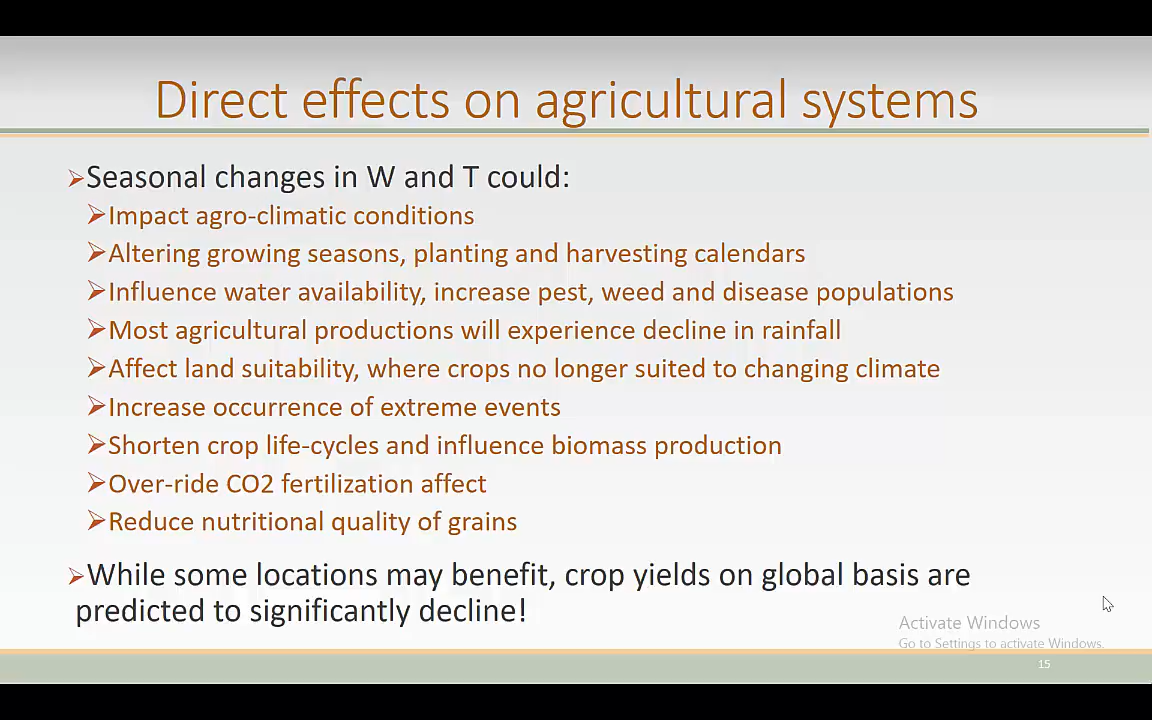 Direct effects on agricultural systems
➢Seasonal changes in W and T could:
➢Impact agro-climatic conditions
➢Altering growing seasons, planting and harvesting calendars
➢Influence water availability, increase pest, weed and disease populations
➢Most agricultural productions will experience decline in rainfall
➢Affect land suitability, where crops no longer suited to changing climate
➢Increase occurrence of extreme events
➢Shorten crop life-cycles and influence biomass production
➢Over-ride CO2 fertilization affect
➢Reduce nutritional quality of grains
➢While some locations may benefit, crop yields on global basis are
predicted to significantly decline!
Activate Windows
Go to Settings to activate Windows.
15